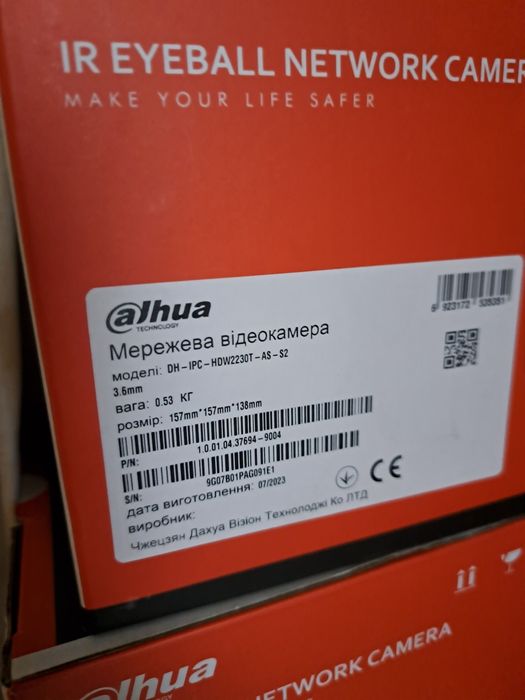 IR EYEBALL NETWORK CAMER
MAKE YOUR LIFE SAFER
alhua
TECHNOLOGY
Мережева відеокамера
моделі: DH-IPC-HDW2230T-AS-S2
3.6mm
вага: 0.53 КГ
розмір: 157mm*157mm*138mm
P/N:
1.0.01.04.37694-9004
S/N:
9G07B01PAG091E1
дата виготовлення: 07/2023
виробник:
Чжецзян Дахуа Візіон Технолоджі Ко ЛТД
CE
alhua
NETWORK CAMERA